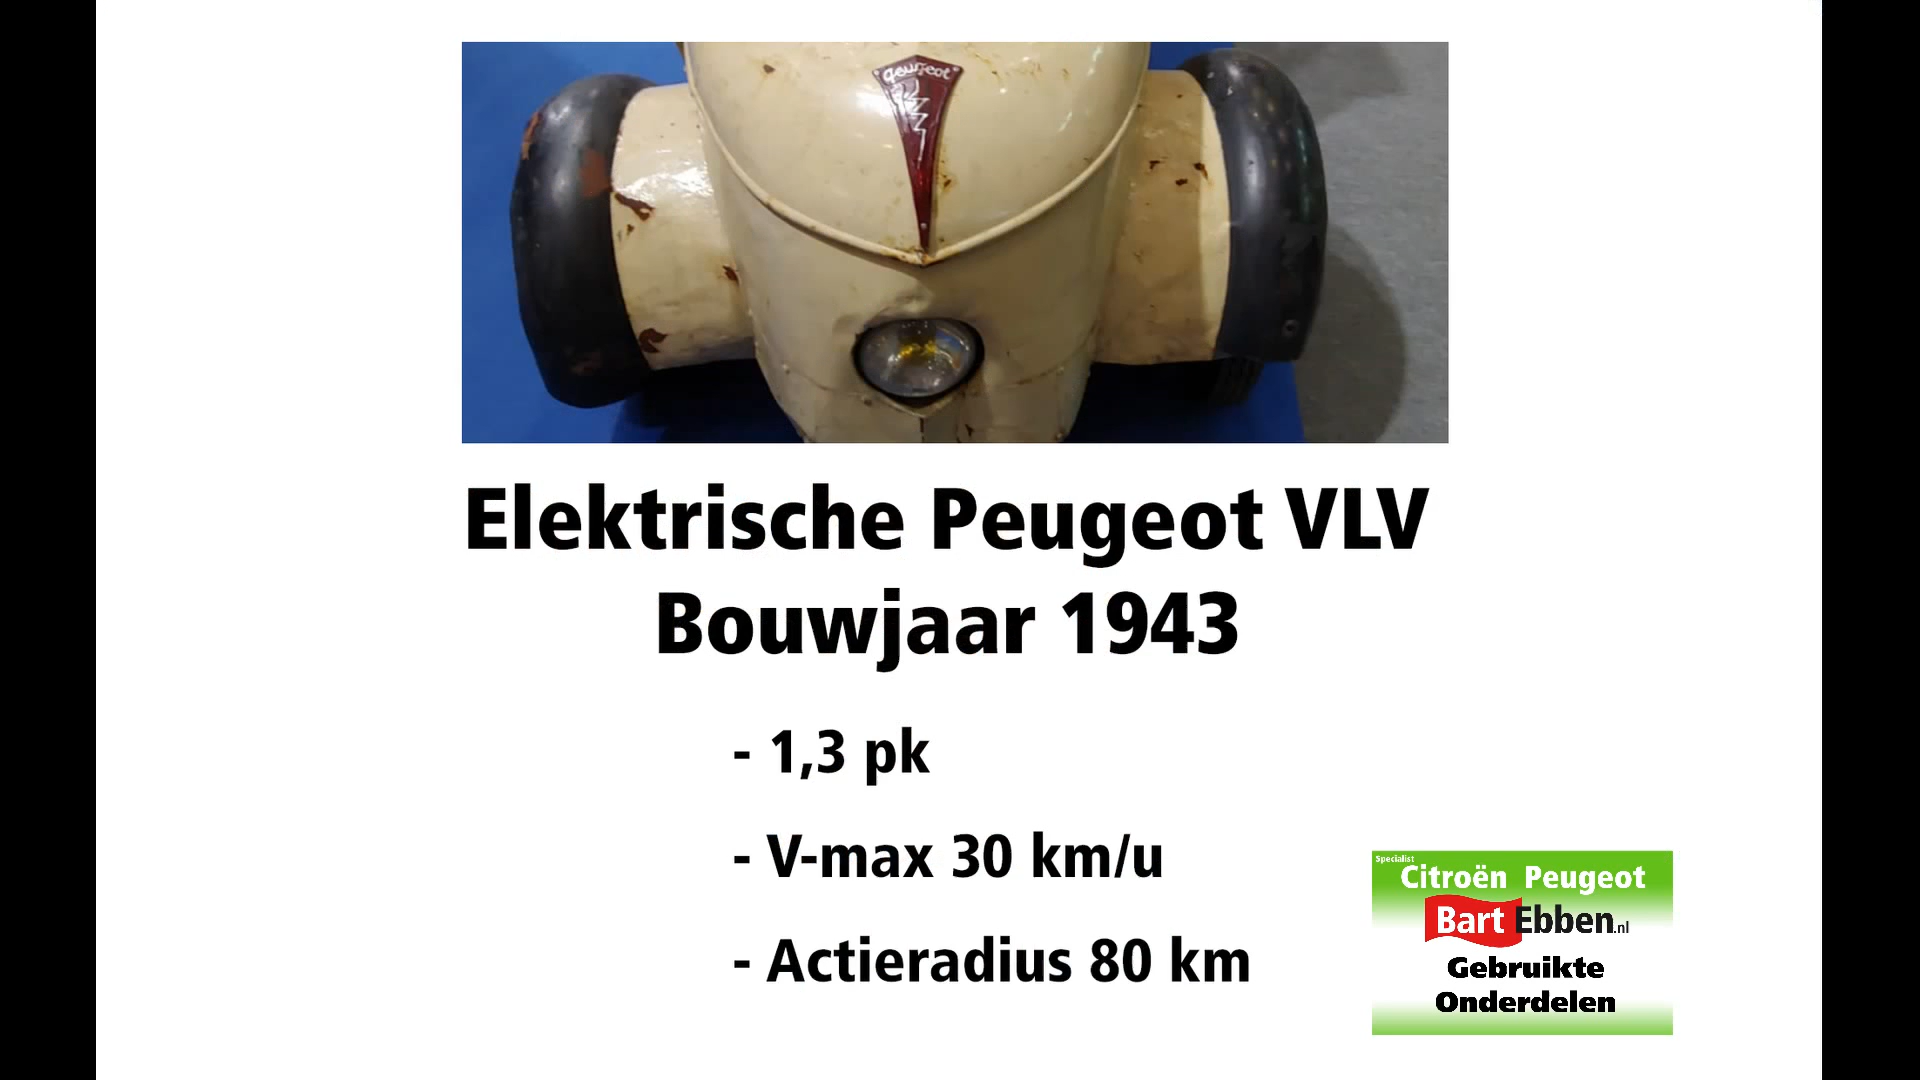 Peugeot
Elektrische Peugeot VLV
Bouwjaar 1943
- 1,3 pk
- V-max 30 km/u
- Actieradius 80 km
Specialist
Citroën Peugeot
Bart Ebben.nl
Gebruikte
Onderdelen